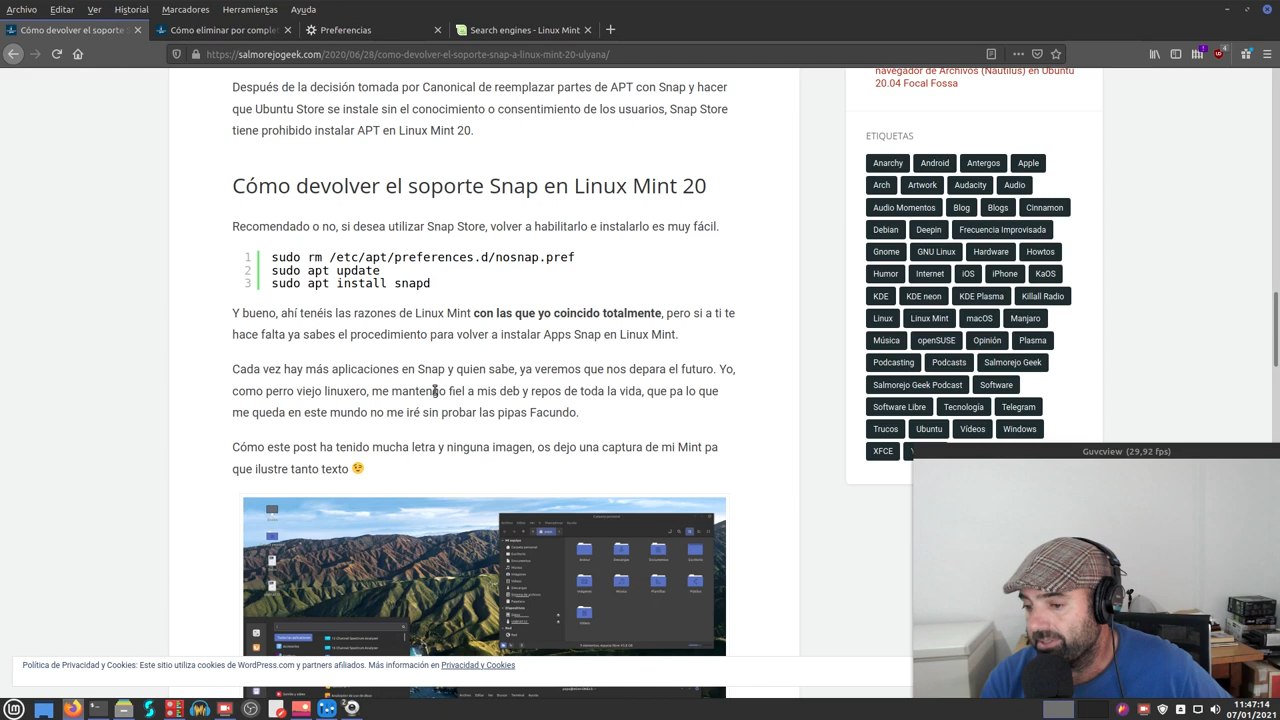 Archivo Editar Ver Historial Marcadores Herramientas Ayuda
Cómo devolver el soporte S
Cómo eliminar por complet
Preferencias
Search engines - Linux Mint
https://salmorejogeek.com/2020/06/28/como-devolver-el-soporte-snap-a-linux-mint-20-ulyana/
Después de la decisión tomada por Canonical de reemplazar partes de APT con Snap y hacer
que Ubuntu Store se instale sin el conocimiento o consentimiento de los usuarios, Snap Store
tiene prohibido instalar APT en Linux Mint 20.
Cómo devolver el soporte Snap en Linux Mint 20
Recomendado o no, si desea utilizar Snap Store, volver a habilitarlo e instalarlo es muy fácil.
1 sudo rm /etc/apt/preferences.d/nosnap.pref
2 sudo apt update
3 sudo apt install snapd
Y bueno, ahí tenéis las razones de Linux Mint con las que yo coincido totalmente, pero si a ti te
hace falta ya sabes el procedimiento para volver a instalar Apps Snap en Linux Mint.
Cada vez hay más aplicaciones en Snap y quien sabe, ya veremos que nos depara el futuro. Yo,
como perro viejo linuxero, me mantengo fiel a mis deb y repos de toda la vida, que pa lo que
me queda en este mundo no me iré sin probar las pipas Facundo.
Cómo este post ha tenido mucha letra y ninguna imagen, os dejo una captura de mi Mint pa
que ilustre tanto texto
navegador de Archivos (Nautilus) en Ubuntu
20.04 Focal Fossa
ETIQUETAS
Anarchy Android Antergos Apple
Arch Artwork Audacity Audio
Audio Momentos Blog Blogs Cinnamon
Debian Deepin Frecuencia Improvisada
Gnome GNU Linux Hardware Howtos
Humor Internet iOS iPhone KaOS
KDE KDE neon KDE Plasma Killall Radio
Linux Linux Mint macOS Manjaro
Música openSUSE Opinión Plasma
Podcasting Podcasts Salmorejo Geek
Salmorejo Geek Podcast Software
Software Libre Tecnología Telegram
Trucos Ubuntu Vídeos Windows
XFCE
Guvcview (29,92 fps)
Política de Privacidad y Cookies: Este sitio utiliza cookies de WordPress.com y partners afiliados. Más información en Privacidad y Cookies
11:47:14
07/01/2021